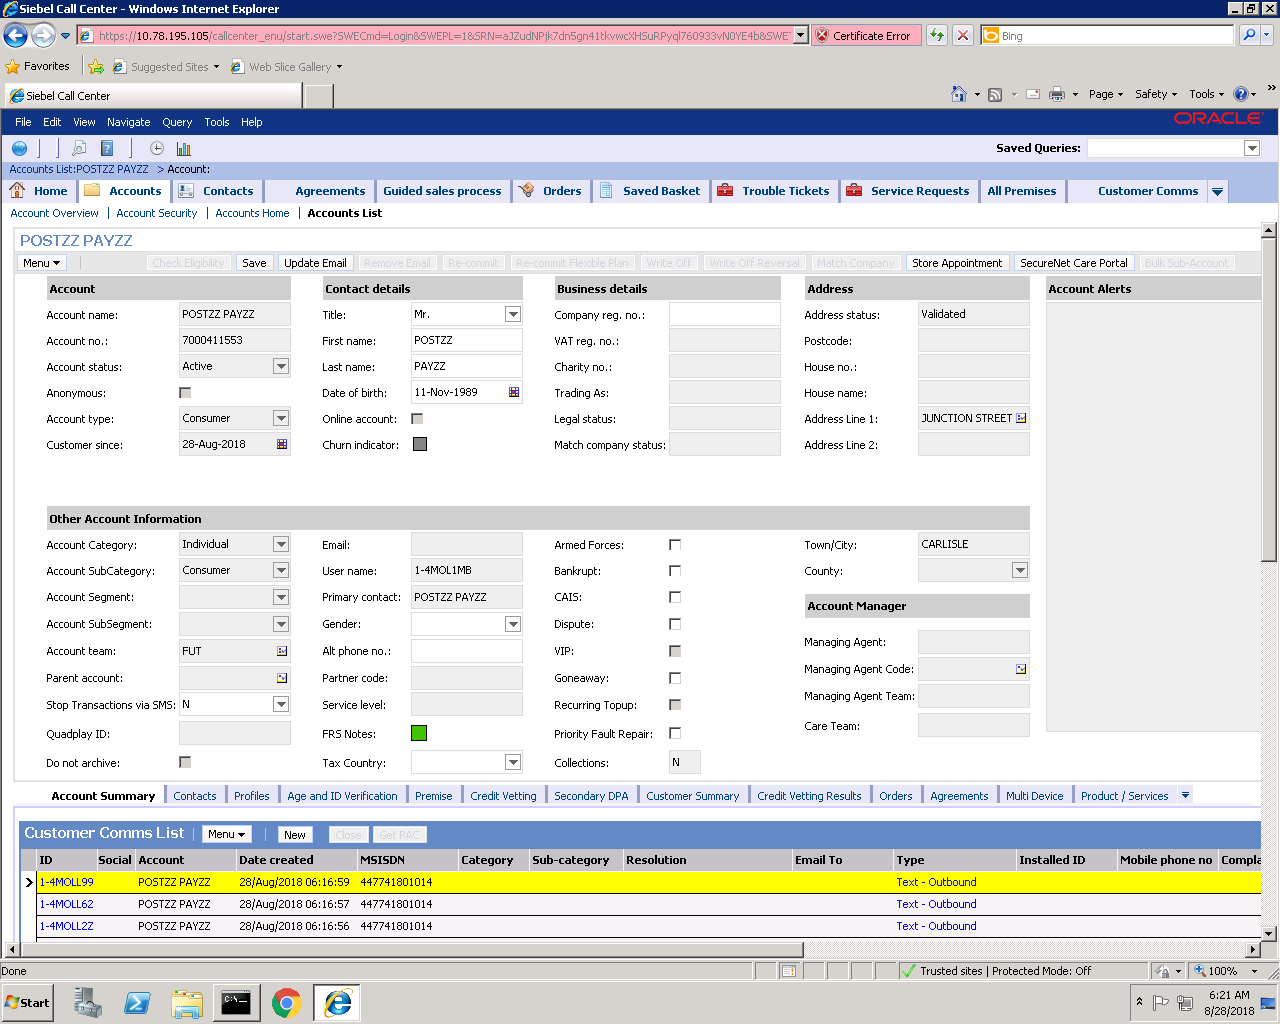 Siebel Call Center - Windows Internet Explorer
https://10.78.195.105/callcenter_enu/start.swe?SWECmd=Login&SWEPL=1&SRN= Certificate Error Bing
Favorites Suggested Sites Web Slice Gallery
Siebel Call Center Page Safety Tools »
File Edit View Navigate Query Tools Help ORACLE
Saved Queries:
Accounts List:POSTZZ PAYZZ > Account:
Home Accounts Contacts Agreements Guided sales process Orders Saved Basket Trouble Tickets Service Requests All Premises Customer Comms
Account Overview | Account Security | Accounts Home | Accounts List
POSTZZ PAYZZ
Menu Check Eligibility Save Update Email Remove Email Re-commit Re-commit Flexible Plan Write Off Write Off Reversal Match Company Store Appointment SecureNet Care Portal Bulk Sub-Account
Account Contact details Business details Address Account Alerts
Account name: POSTZZ PAYZZ Title: Mr. Company reg. no.: Address status: Validated
Account no.: 7000411553 First name: POSTZZ VAT reg. no.: Postcode:
Account status: Active Last name: PAYZZ Charity no.: House no.:
Anonymous: Date of birth: 11-Nov-1989 Trading As: House name:
Account type: Consumer Online account: Legal status: Address Line 1: JUNCTION STREET
Customer since: 28-Aug-2018 Churn indicator: Match company status: Address Line 2:
Other Account Information
Account Category: Individual Email: Armed Forces: Town/City: CARLISLE
Account SubCategory: Consumer User name: 1-4MOL1MB Bankrupt: County:
Account Segment: Primary contact: POSTZZ PAYZZ CAIS: Account Manager
Account SubSegment: Gender: Dispute:
Account team: FUT Alt phone no.: VIP: Managing Agent:
Parent account: Partner code: Goneaway: Managing Agent Code:
Stop Transactions via SMS: N Service level: Recurring Topup: Managing Agent Team:
Quadplay ID: FRS Notes: Priority Fault Repair: Care Team:
Do not archive: Tax Country: Collections: N
Account Summary Contacts Profiles Age and ID Verification Premise Credit Vetting Secondary DPA Customer Summary Credit Vetting Results Orders Agreements Multi Device Product / Services
Customer Comms List Menu New Close Get PAC
ID Social Account Date created MSISDN Category Sub-category Resolution Email To Type Installed ID Mobile phone no Compla
1-4MOLL99 POSTZZ PAYZZ 28/Aug/2018 06:16:59 447741801014 Text - Outbound
1-4MOLL62 POSTZZ PAYZZ 28/Aug/2018 06:16:57 447741801014 Text - Outbound
1-4MOLL2Z POSTZZ PAYZZ 28/Aug/2018 06:16:56 447741801014 Text - Outbound
Done Trusted sites | Protected Mode: Off 100%
Start 6:21 AM
8/28/2018